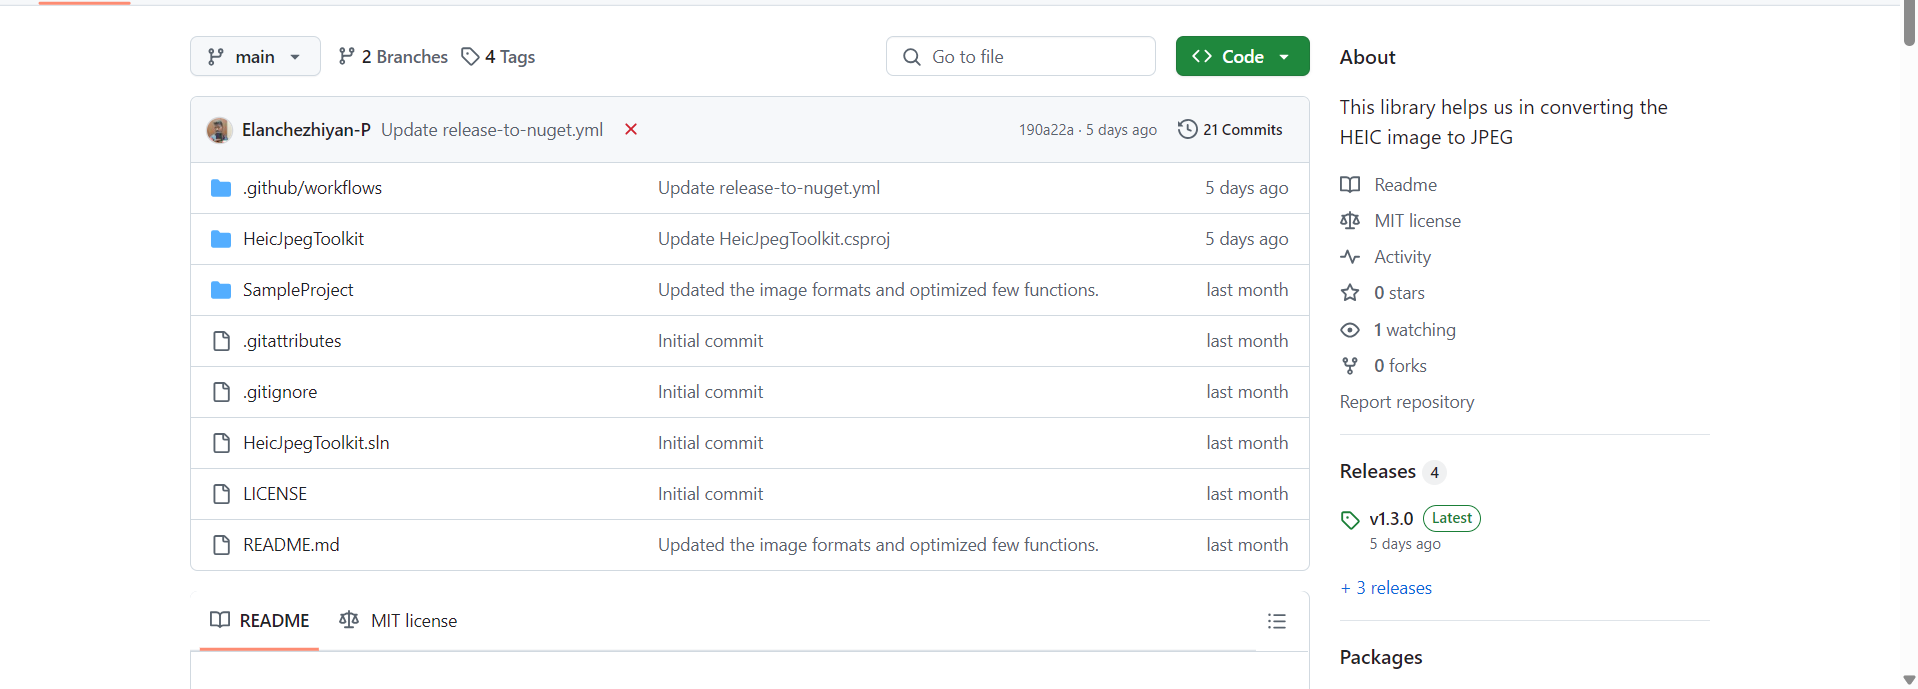 main
2 Branches
4 Tags
Go to file
Code
Elanchezhiyan-P Update release-to-nuget.yml
190a22a · 5 days ago
21 Commits
.github/workflows Update release-to-nuget.yml 5 days ago
HeicJpegToolkit Update HeicJpegToolkit.csproj 5 days ago
SampleProject Updated the image formats and optimized few functions. last month
.gitattributes Initial commit last month
.gitignore Initial commit last month
HeicJpegToolkit.sln Initial commit last month
LICENSE Initial commit last month
README.md Updated the image formats and optimized few functions. last month
README
MIT license
About
This library helps us in converting the
HEIC image to JPEG
Readme
MIT license
Activity
0 stars
1 watching
0 forks
Report repository
Releases 4
v1.3.0 Latest
5 days ago
+ 3 releases
Packages